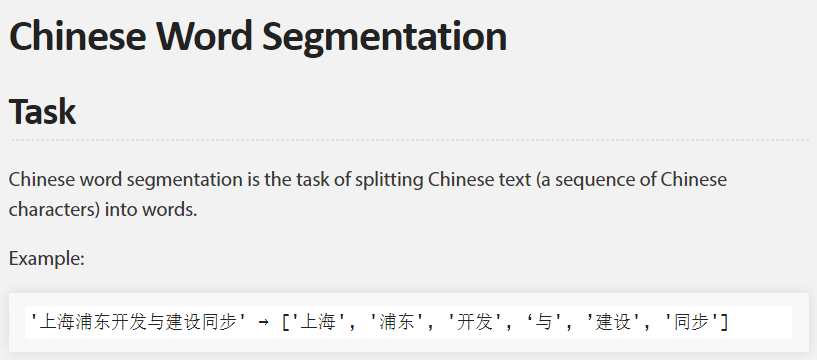 Chinese Word Segmentation
Task
Chinese word segmentation is the task of splitting Chinese text (a sequence of Chinese
characters) into words.
Example:
'上海浦东开发与建设同步' → ['上海', '浦东', '开发', ‘与', ’建设', '同步']